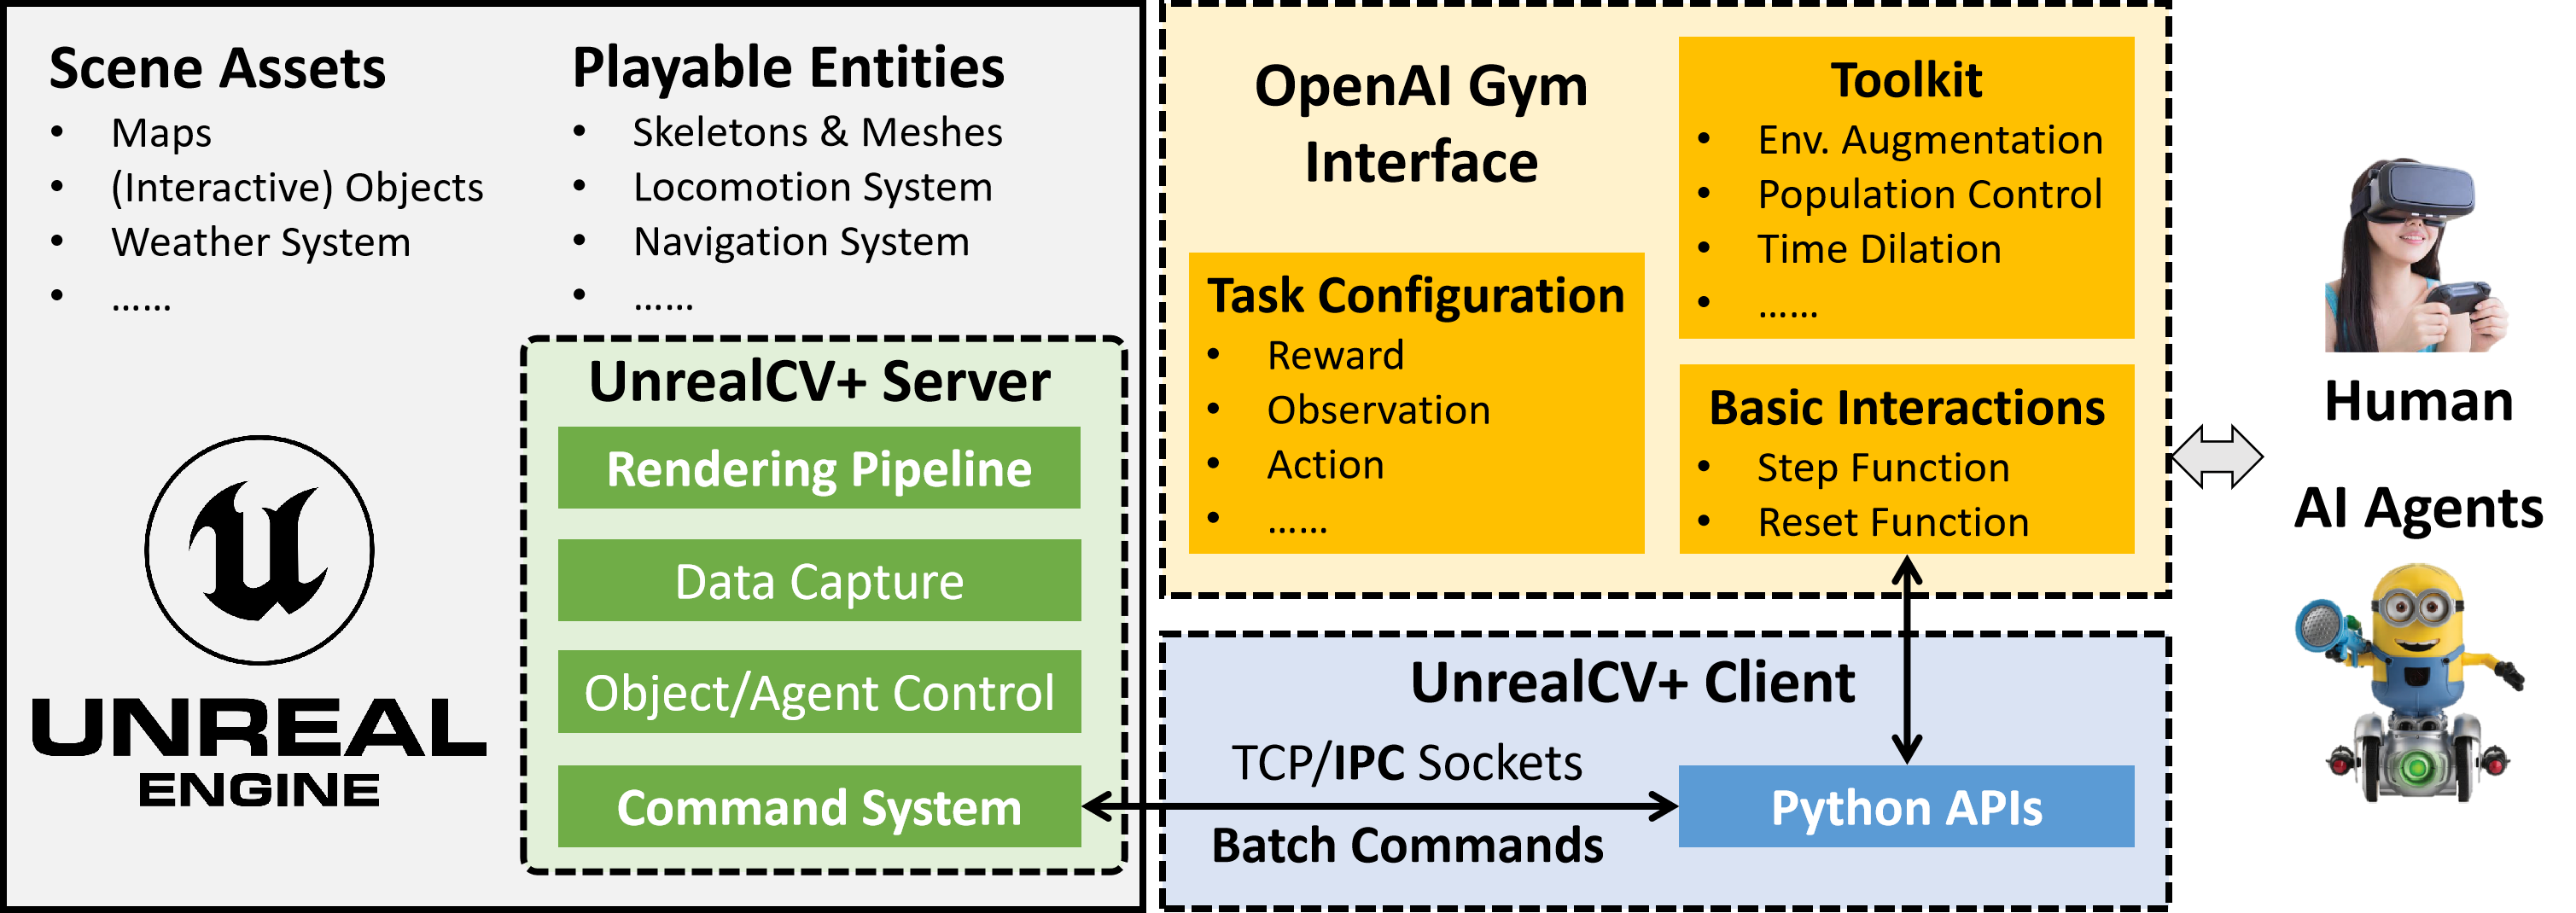 Scene Assets
• Maps
• (Interactive) Objects
• Weather System
• ......
Playable Entities
• Skeletons & Meshes
• Locomotion System
• Navigation System
• ......
UNREAL
ENGINE
UnrealCV+ Server
Rendering Pipeline
Data Capture
Object/Agent Control
Command System
OpenAI Gym
Interface
Task Configuration
• Reward
• Observation
• Action
• ......
Toolkit
• Env. Augmentation
• Population Control
• Time Dilation
• ......
Basic Interactions
• Step Function
• Reset Function
UnrealCV+ Client
TCP/IPC Sockets
Batch Commands
Python APIs
Human
AI Agents